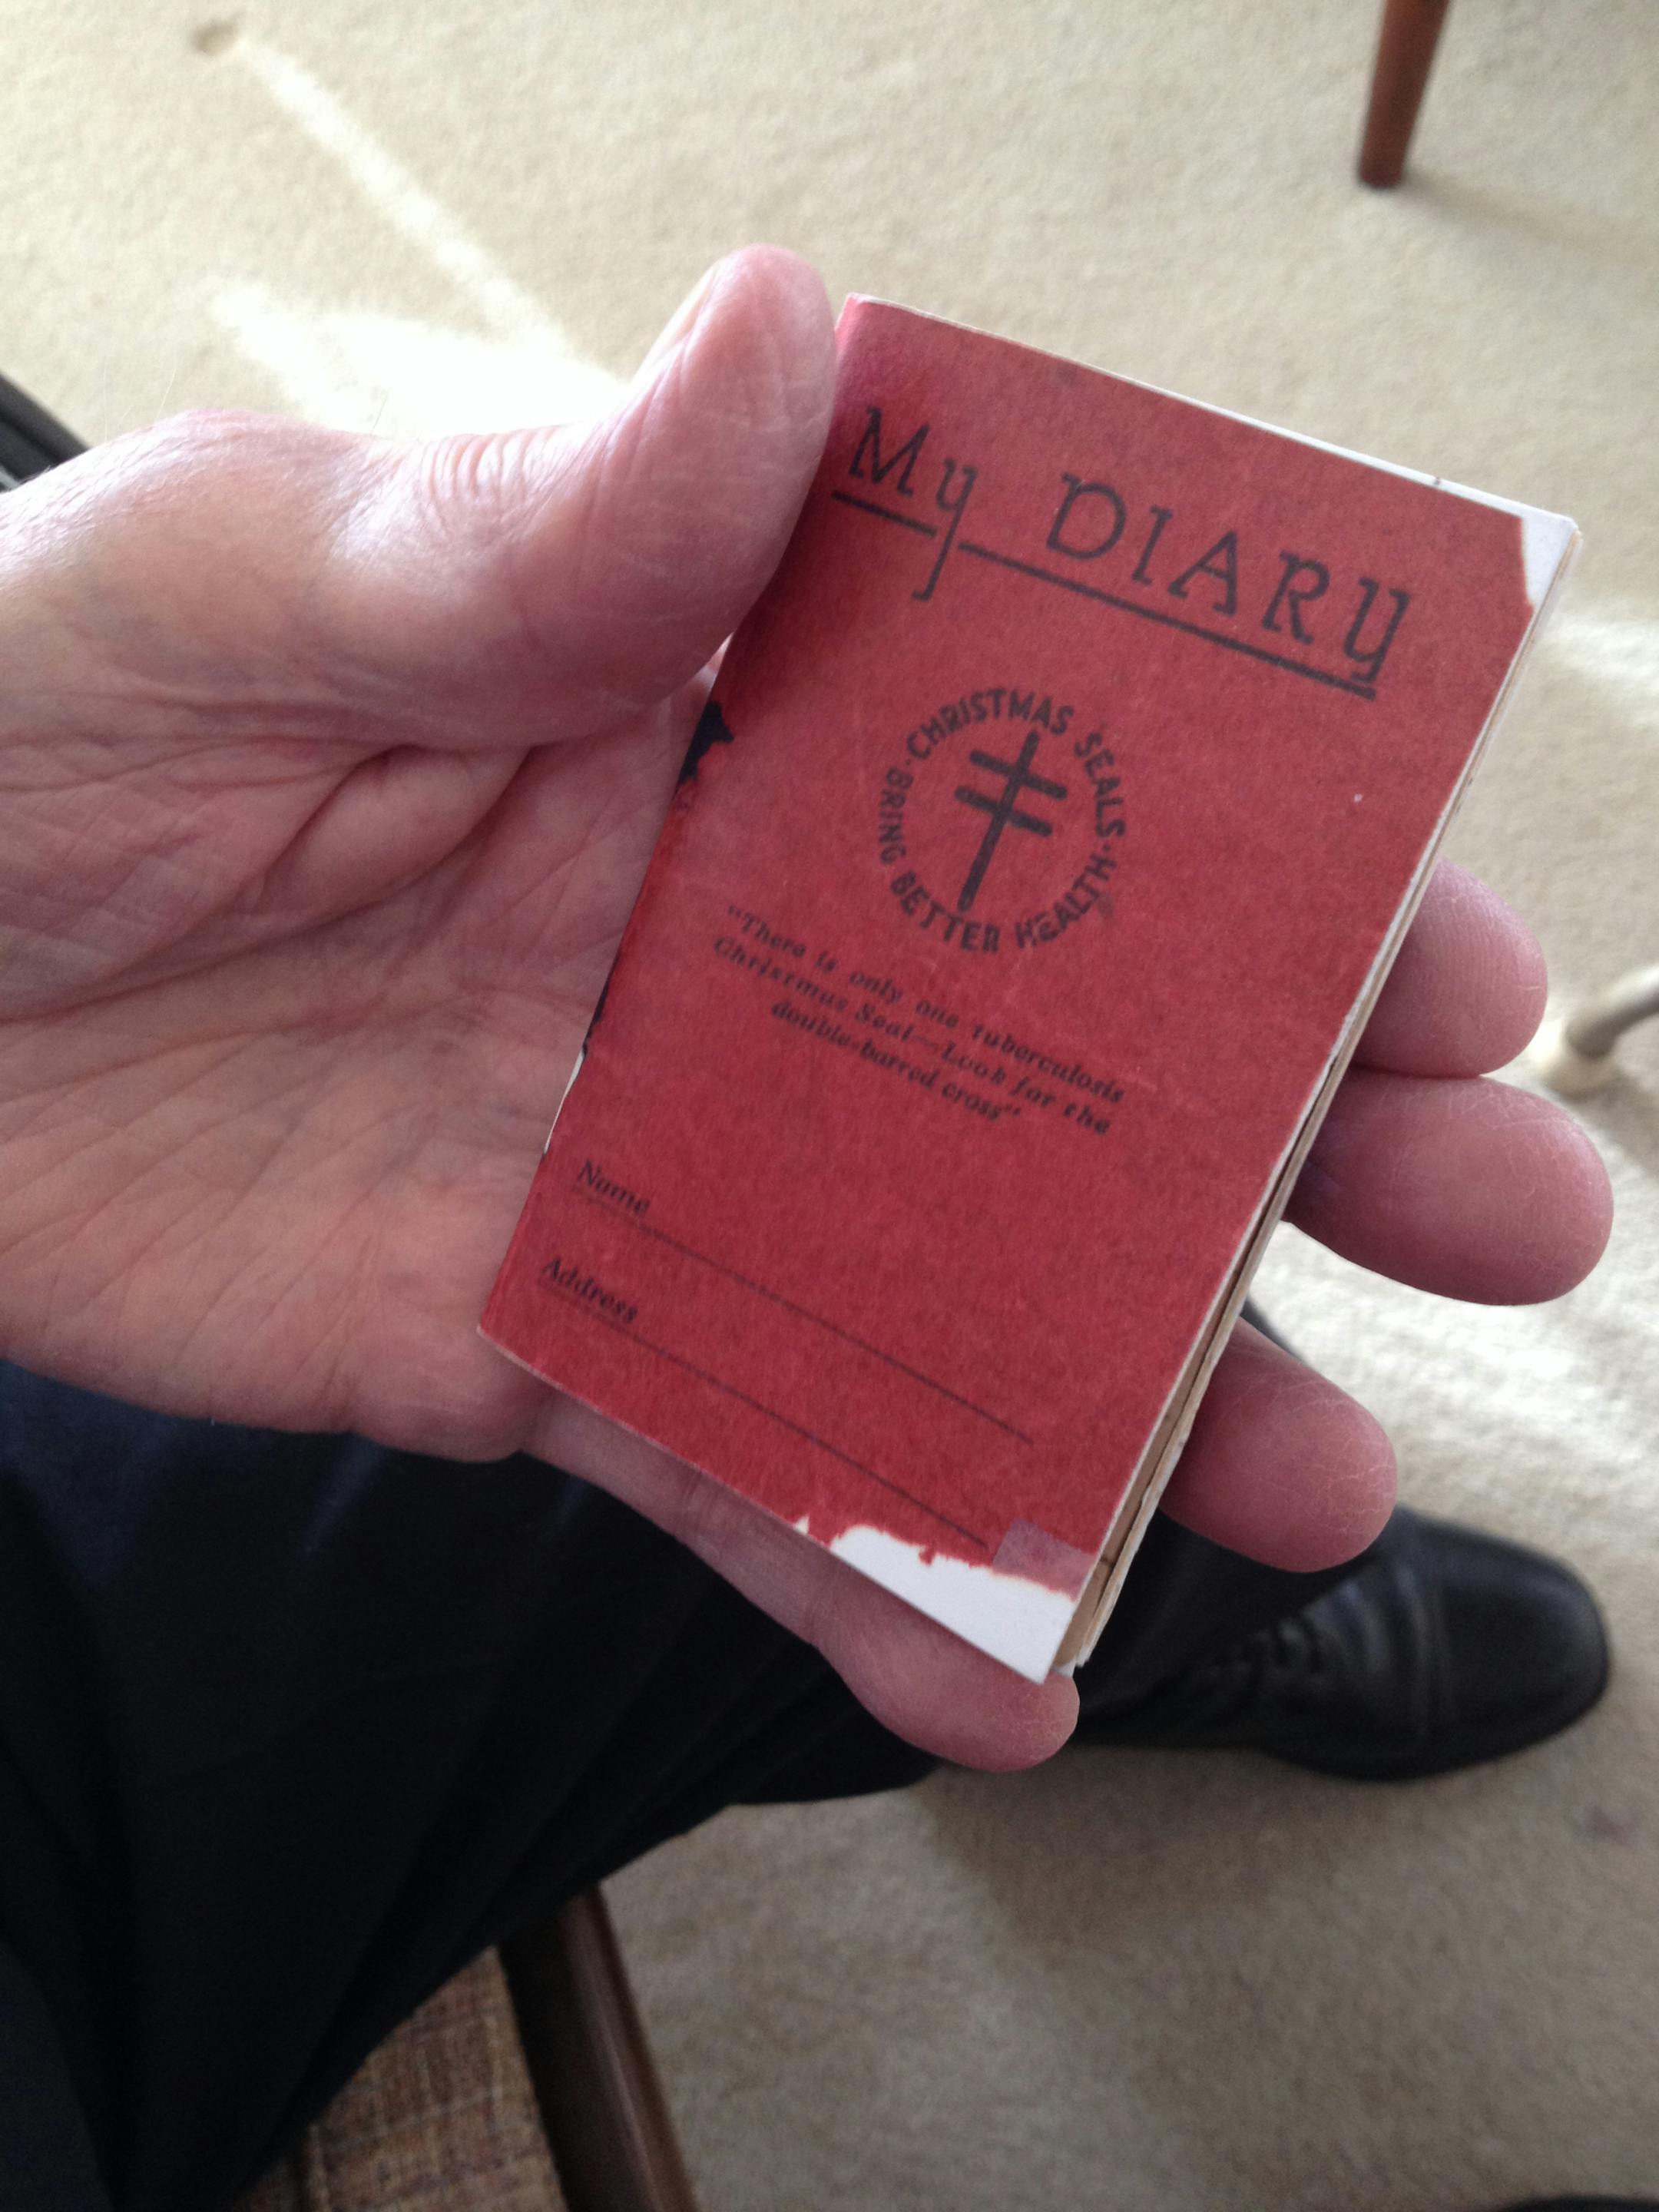 My DIARY
·CHRISTMAS SEALS·
BRING BETTER HEALTH
"There is only one tuberculosis
Christmas Seal—Look for the
double-barred cross"
Name
Address